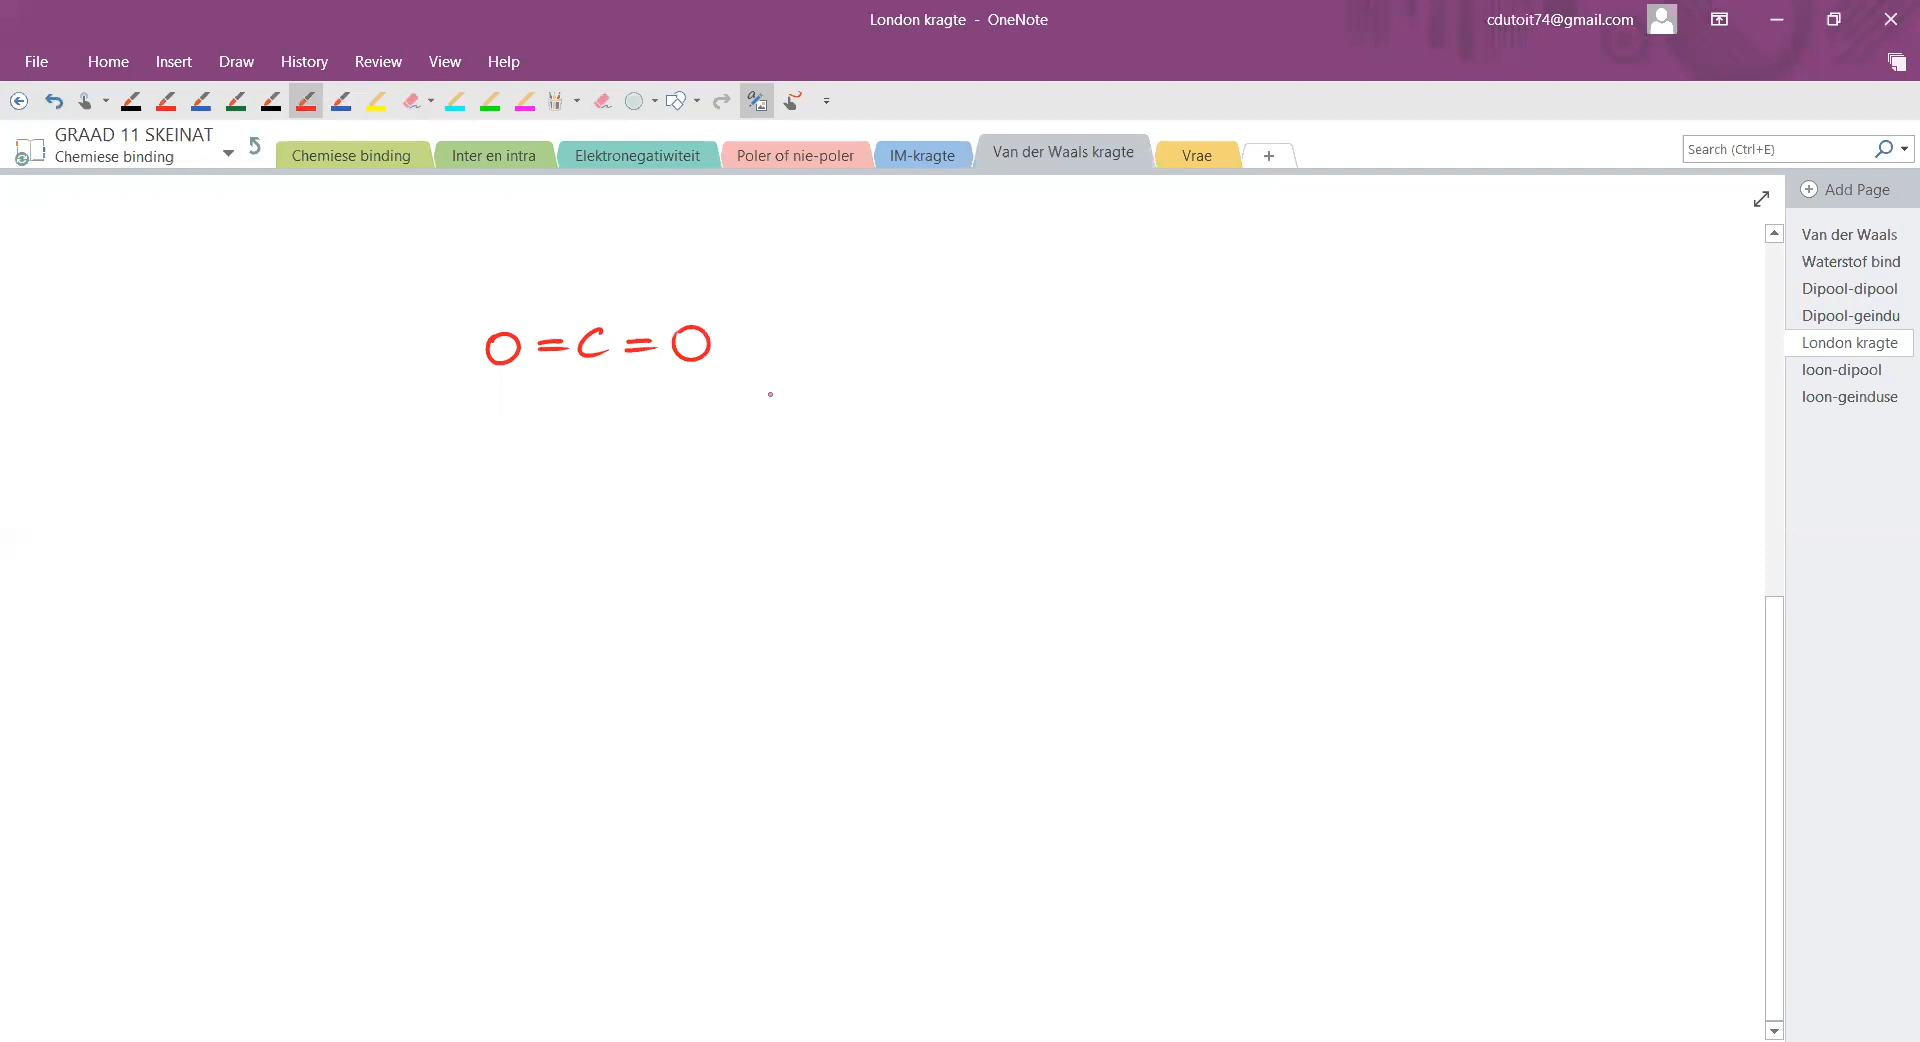 London kragte - OneNote
cdutoit74@gmail.com
File Home Insert Draw History Review View Help
GRAAD 11 SKEINAT
Chemiese binding
Chemiese binding Inter en intra Elektronegatiwiteit Poler of nie-poler IM-kragte Van der Waals kragte Vrae +
Search (Ctrl+E)
Add Page
Van der Waals
Waterstof bind
Dipool-dipool
Dipool-geindu
London kragte
Ioon-dipool
Ioon-geinduse
O = C = O